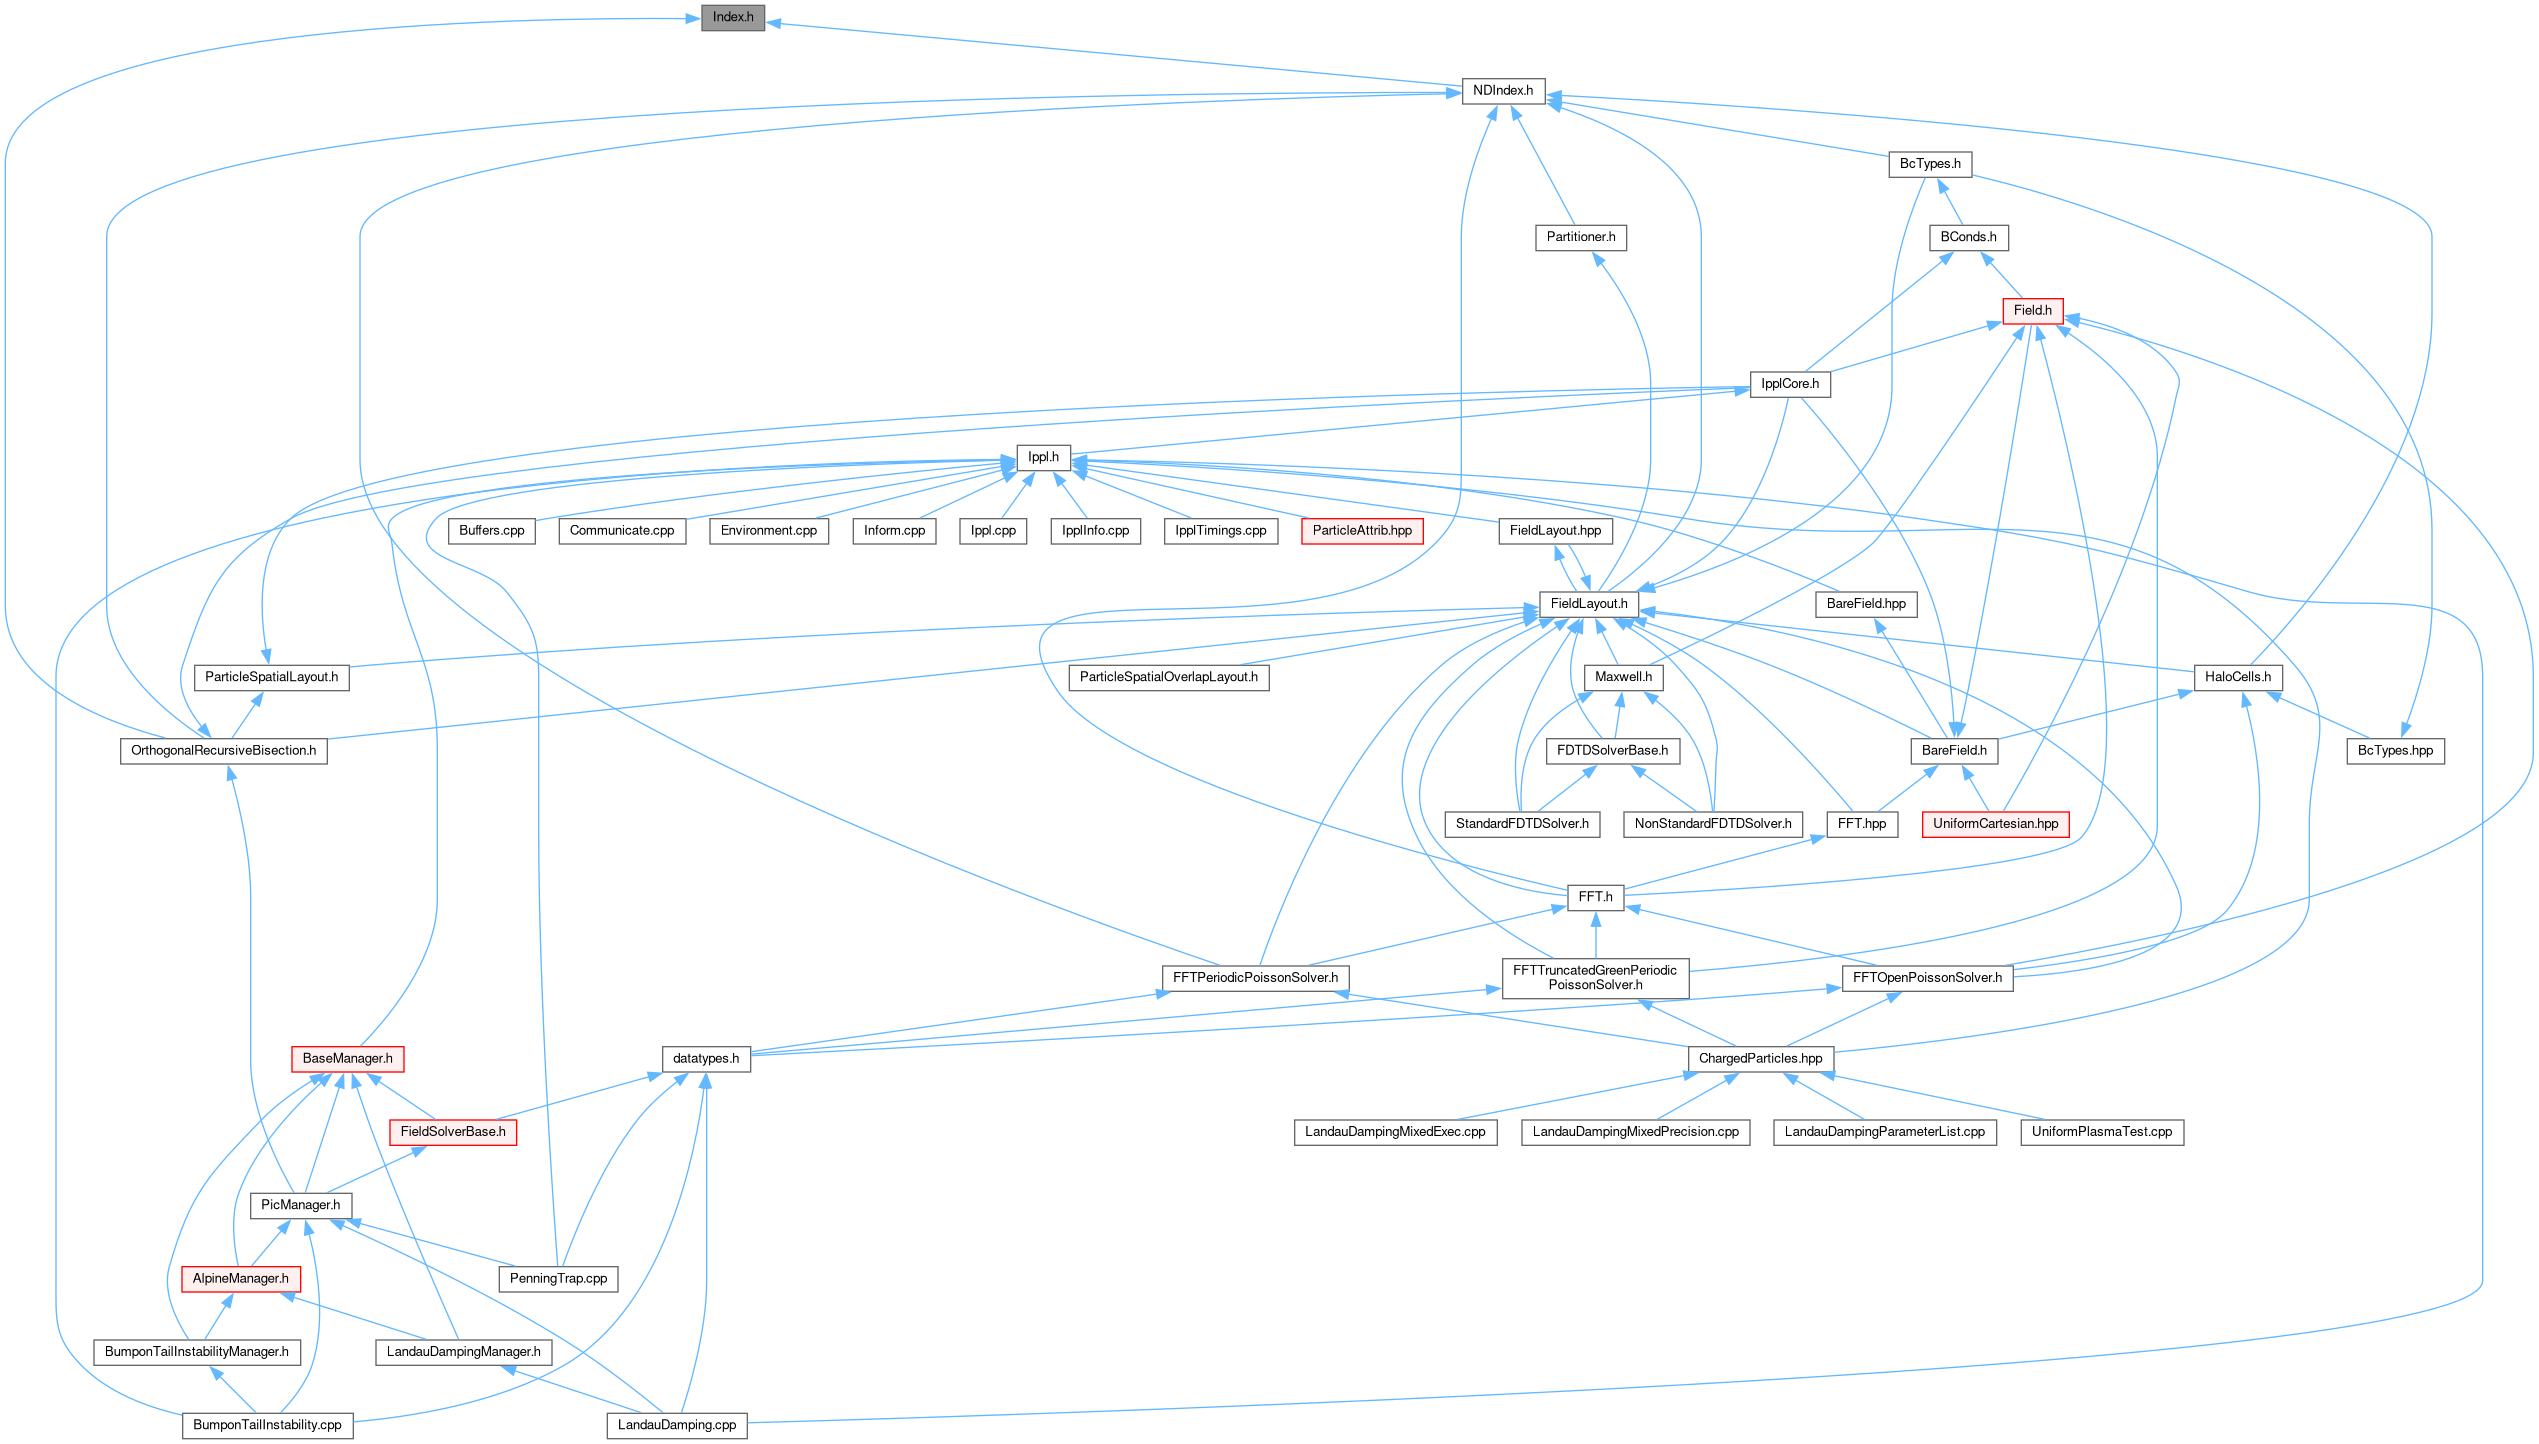 Index.h
NDIndex.h
BcTypes.h
Partitioner.h
BConds.h
Field.h
IpplCore.h
Ippl.h
Buffers.cpp
Communicate.cpp
Environment.cpp
Inform.cpp
Ippl.cpp
IpplInfo.cpp
IpplTimings.cpp
ParticleAttrib.hpp
FieldLayout.hpp
FieldLayout.h
BareField.hpp
ParticleSpatialLayout.h
ParticleSpatialOverlapLayout.h
Maxwell.h
HaloCells.h
OrthogonalRecursiveBisection.h
FDTDSolverBase.h
BareField.h
BcTypes.hpp
StandardFDTDSolver.h
NonStandardFDTDSolver.h
FFT.hpp
UniformCartesian.hpp
FFT.h
FFTPeriodicPoissonSolver.h
FFTTruncatedGreenPeriodic
PoissonSolver.h
FFTOpenPoissonSolver.h
BaseManager.h
datatypes.h
ChargedParticles.hpp
FieldSolverBase.h
LandauDampingMixedExec.cpp
LandauDampingMixedPrecision.cpp
LandauDampingParameterList.cpp
UniformPlasmaTest.cpp
PicManager.h
AlpineManager.h
PenningTrap.cpp
BumponTailInstabilityManager.h
LandauDampingManager.h
BumponTailInstability.cpp
LandauDamping.cpp